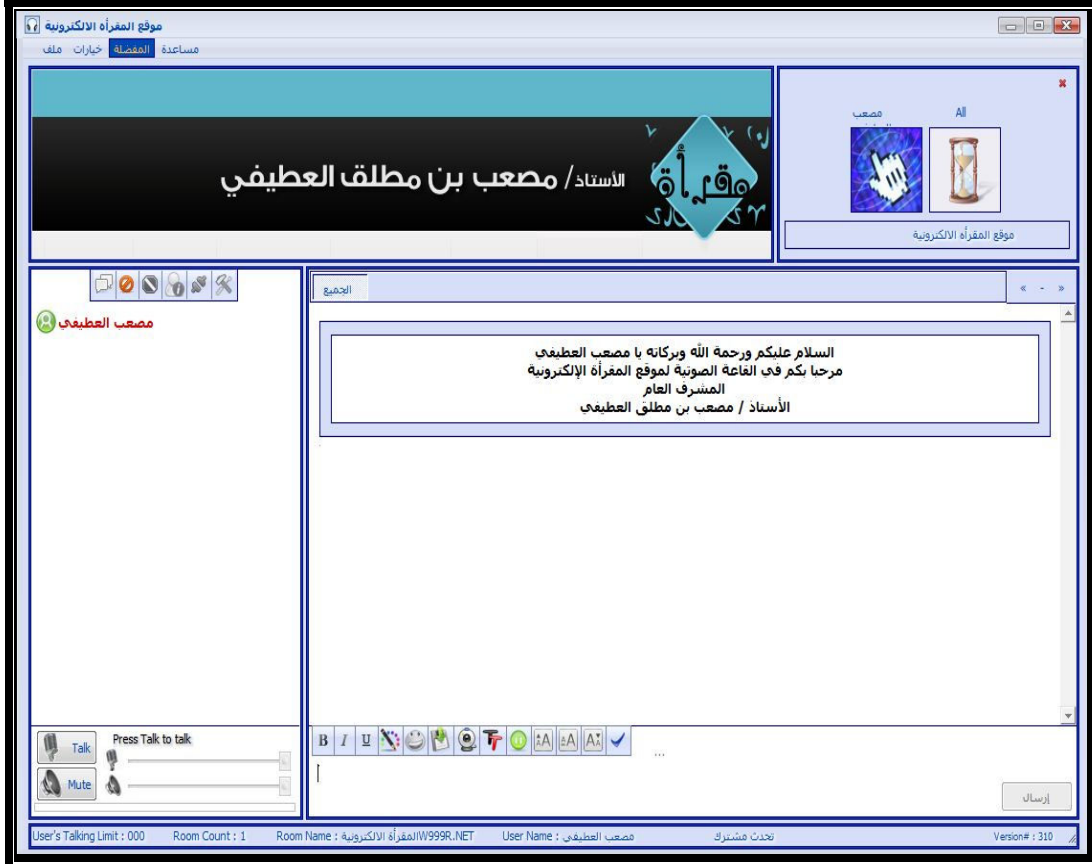 موقع المقرأه الالكترونية
ملف خيارات المفضلة مساعدة
الأستاذ/ مصعب بن مطلق العطيفي
مقرأة
All
مصعب
موقع المقرأه الالكترونية
مصعب العطيفي
الجميع
« - »
السلام عليكم ورحمة الله وبركاته يا مصعب العطيفي
مرحبا بكم في القاعة الصوتية لموقع المقرأة الإلكترونية
المشرف العام
الأستاذ / مصعب بن مطلق العطيفي
Talk
Press Talk to talk
Mute
B I U
...
إرسال
User's Talking Limit : 000 Room Count : 1 Room Name : المقرأة الالكترونيةW999R.NET User Name : مصعب العطيفي تحدث مشترك Version# : 310